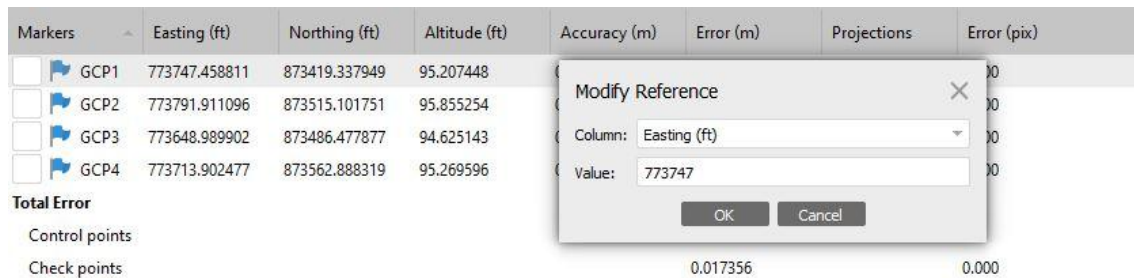 Markers Easting (ft) Northing (ft) Altitude (ft) Accuracy (m) Error (m) Projections Error (pix)
GCP1 773747.458811 873419.337949 95.207448
GCP2 773791.911096 873515.101751 95.855254
GCP3 773648.989902 873486.477877 94.625143
GCP4 773713.902477 873562.888319 95.269596
Modify Reference
Column: Easting (ft)
Value: 773747
OK Cancel
Total Error
Control points
Check points 0.017356 0.000